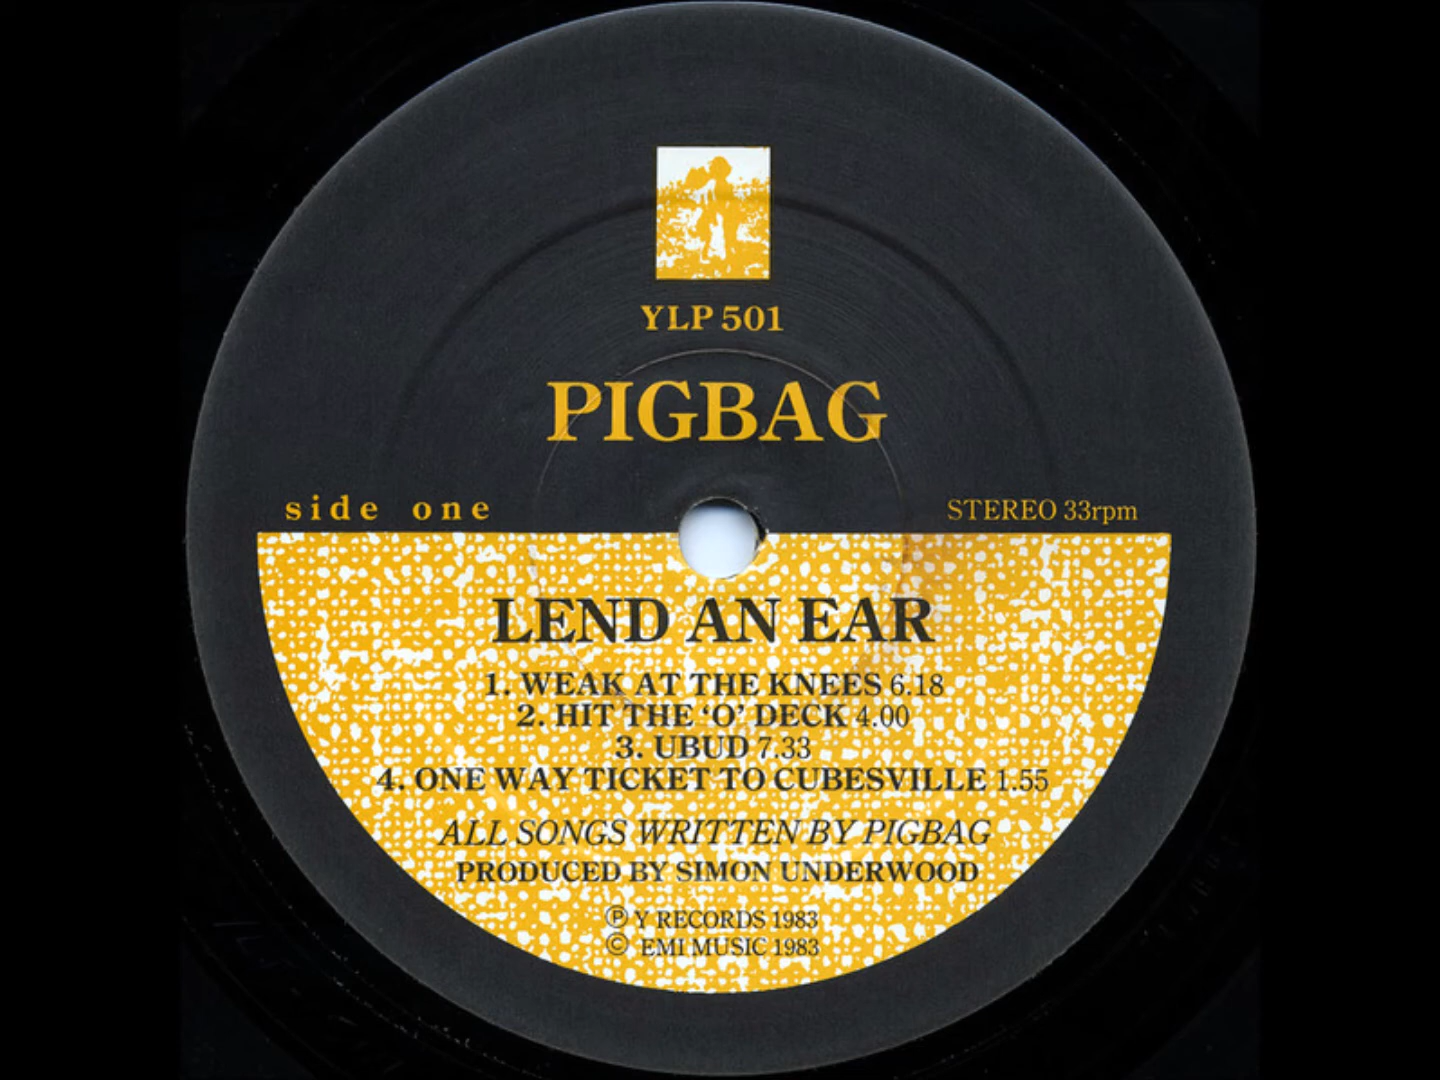 YLP 501
PIGBAG
side one
STEREO 33rpm
LEND AN EAR
1. WEAK AT THE KNEES 6.18
2. HIT THE ‘O’ DECK 4.00
3. UBUD 7.33
4. ONE WAY TICKET TO CUBESVILLE 1.55
ALL SONGS WRITTEN BY PIGBAG
PRODUCED BY SIMON UNDERWOOD
Ⓟ Y RECORDS 1983
© EMI MUSIC 1983